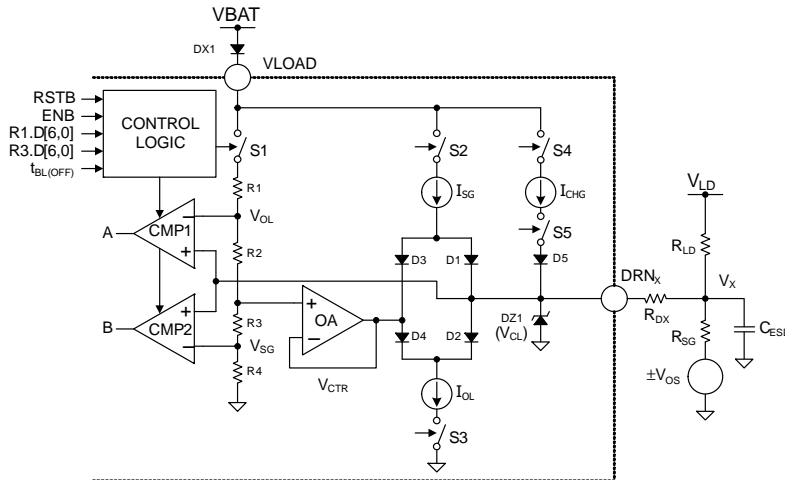 VBAT
DX1
VLOAD
RSTB
ENB
R1.D[6,0]
R3.D[6,0]
tBL(OFF)
CONTROL
LOGIC
S1
S2
S4
R1
ISG
ICHG
S5
VLD
A
CMP1
VOL
–
+
R2
D3
D1
D5
RLD
DRNX
VX
B
CMP2
+
–
R3
VSG
R4
+
OA
–
VCTR
D4
D2
DZ1
(VCL)
RDX
RSG
CESD
IOL
±VOS
S3